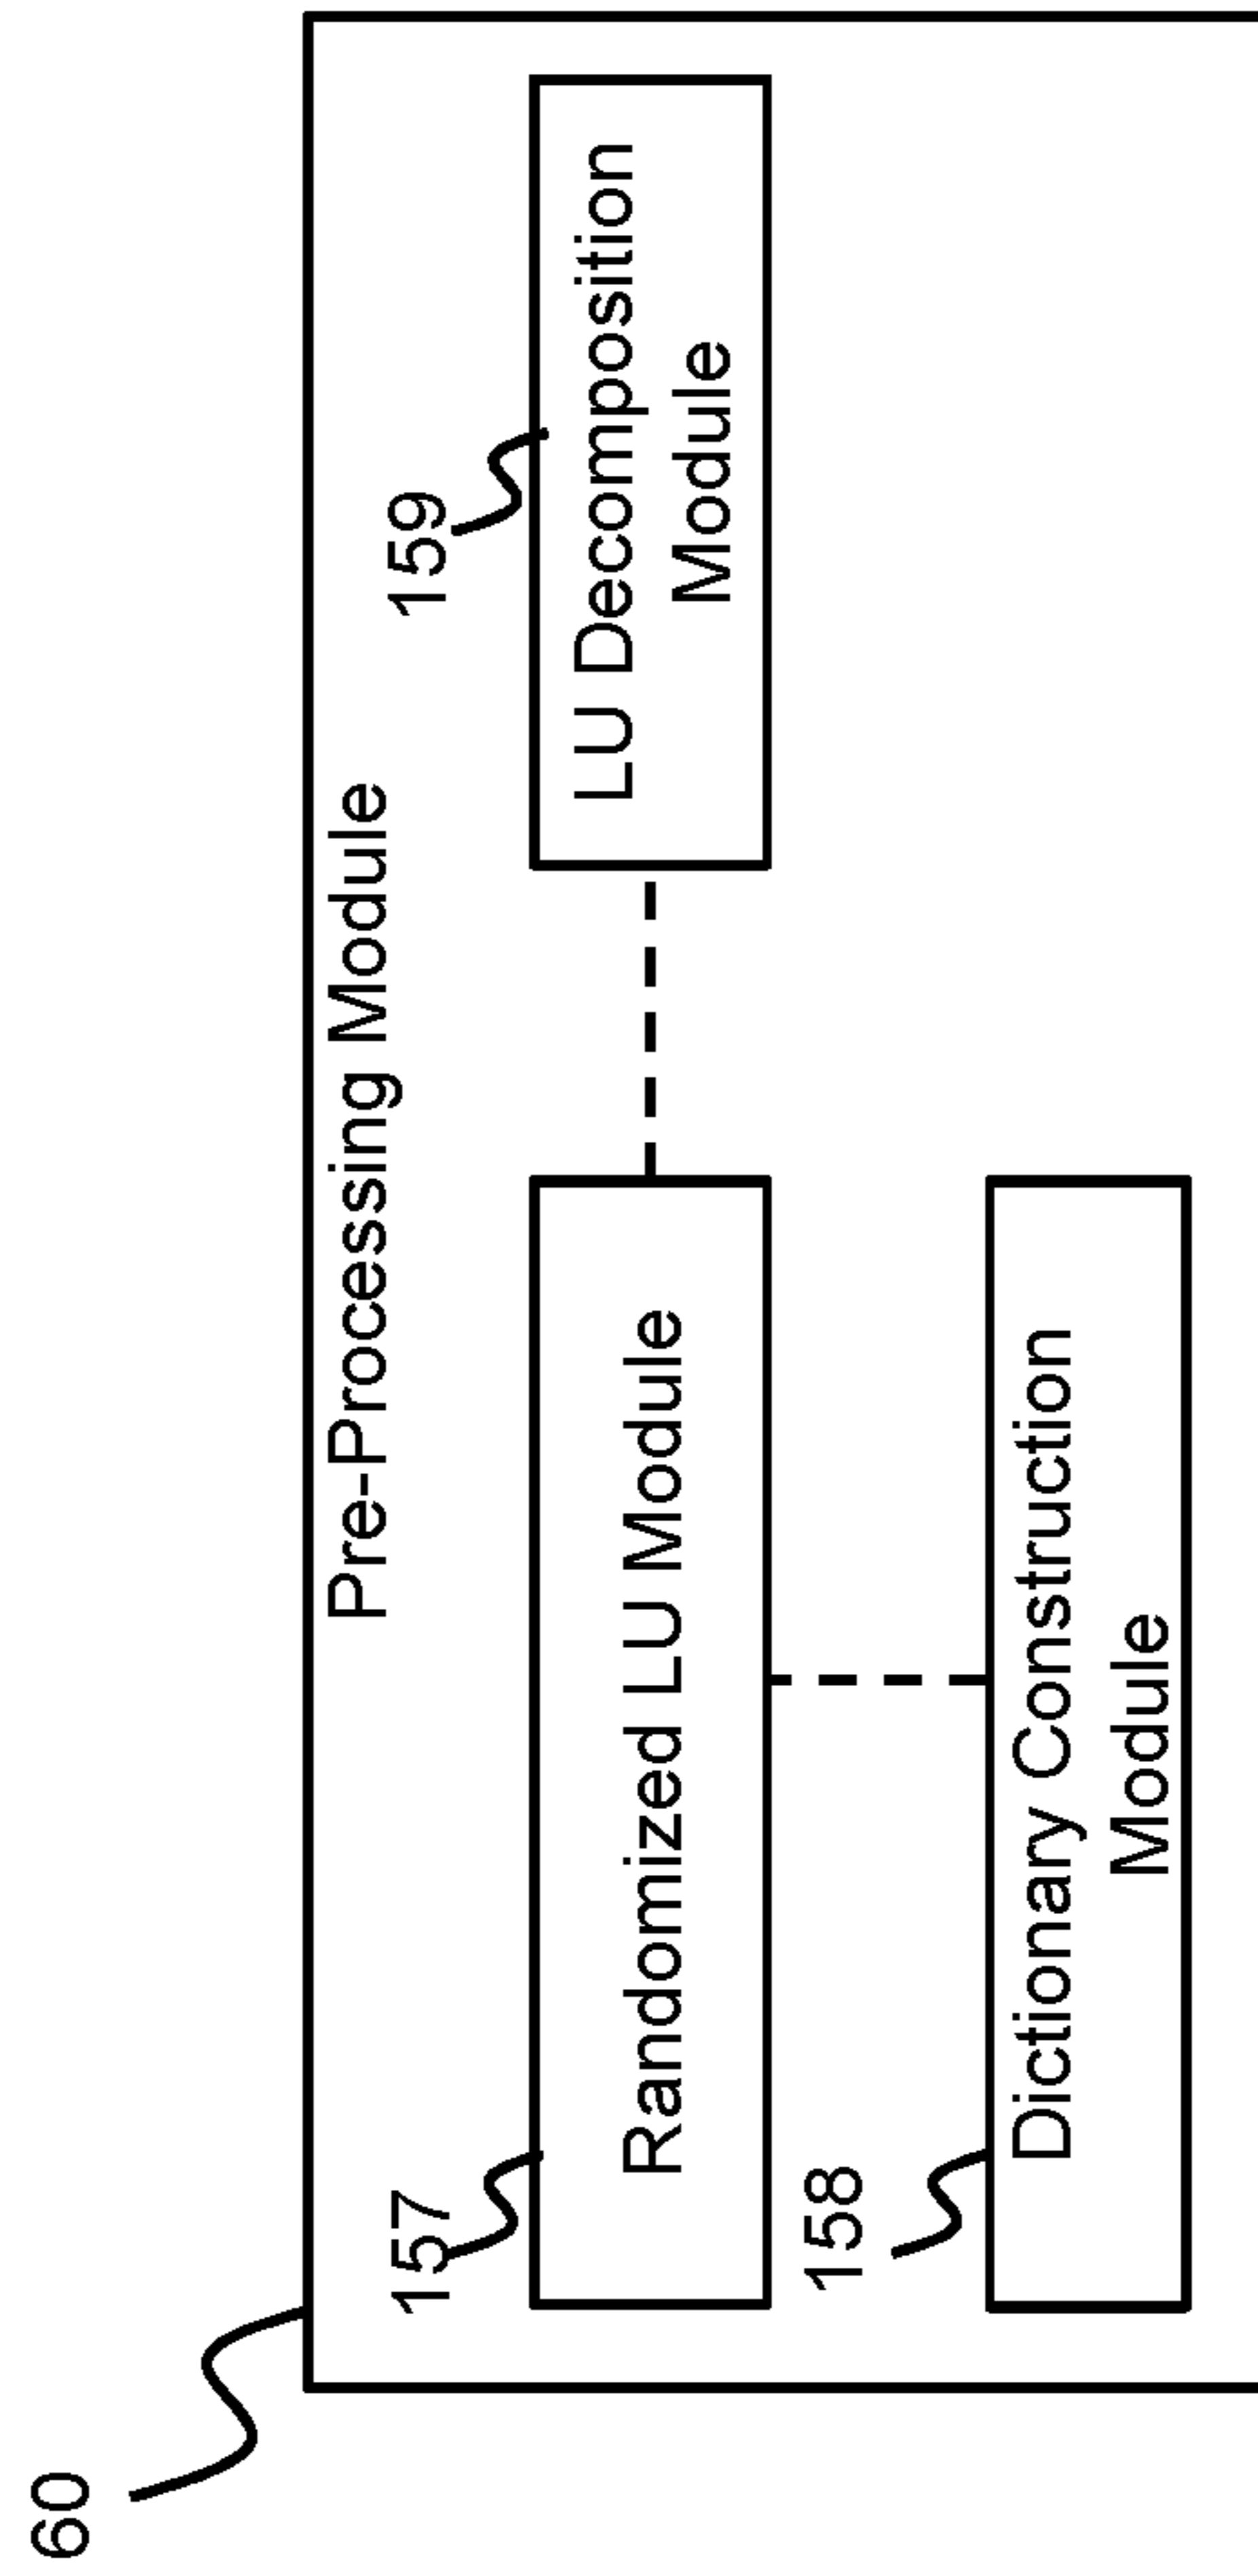 60
Pre-Processing Module
157
159
Randomized LU Module
LU Decomposition
Module
158
Dictionary Construction
Module